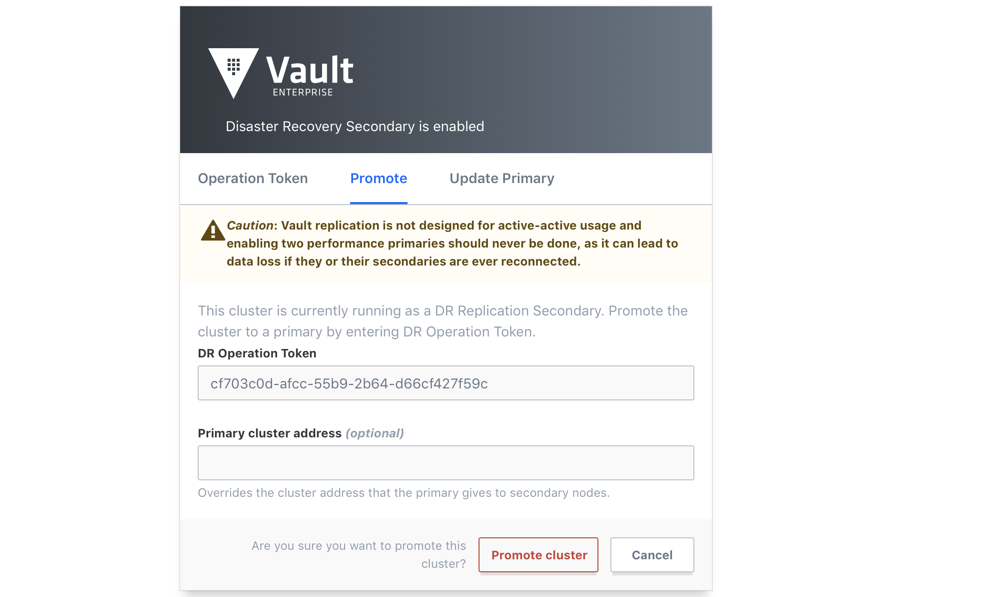 Vault
ENTERPRISE
Disaster Recovery Secondary is enabled
Operation Token Promote Update Primary
Caution: Vault replication is not designed for active-active usage and
enabling two performance primaries should never be done, as it can lead to
data loss if they or their secondaries are ever reconnected.
This cluster is currently running as a DR Replication Secondary. Promote the
cluster to a primary by entering DR Operation Token.
DR Operation Token
cf703c0d-afcc-55b9-2b64-d66cf427f59c
Primary cluster address (optional)
Overrides the cluster address that the primary gives to secondary nodes.
Are you sure you want to promote this
cluster?
Promote cluster Cancel